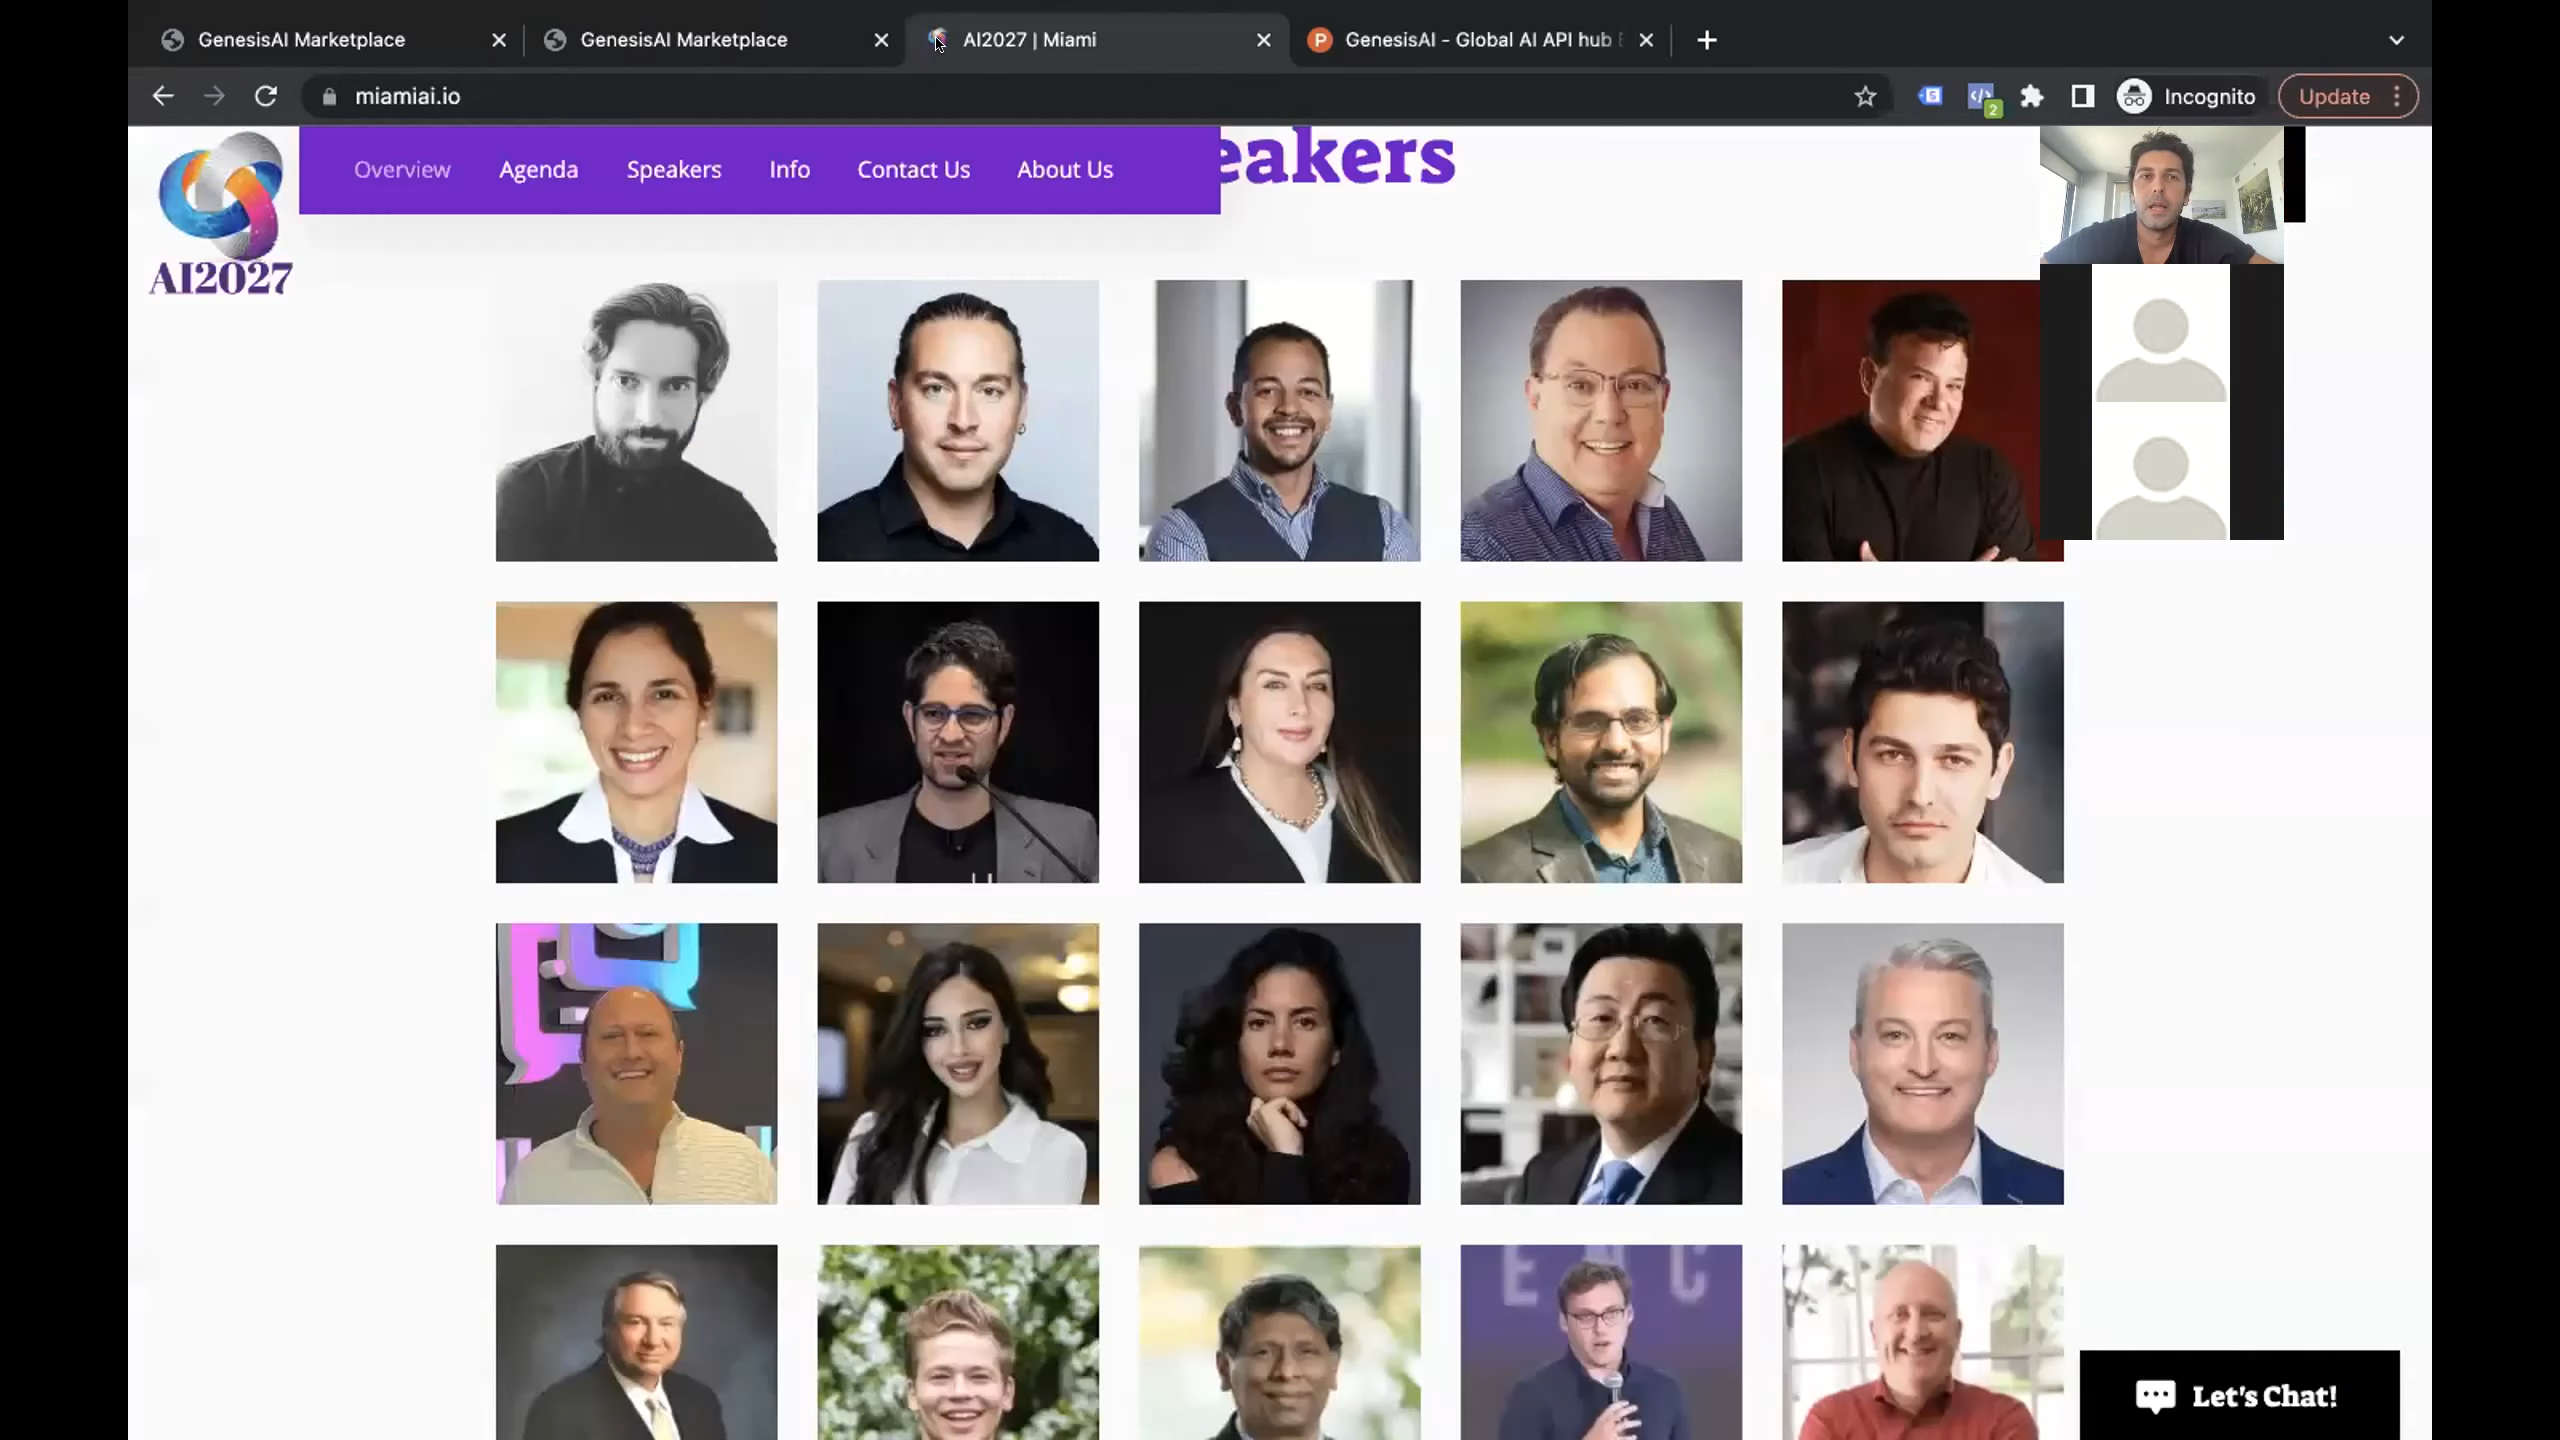 GenesisAI Marketplace
GenesisAI Marketplace
AI2027 | Miami
GenesisAI - Global AI API hub
miamiai.io
2
Incognito
Update
Overview
Agenda
Speakers
Info
Contact Us
About Us
eakers
AI2027
Let's Chat!